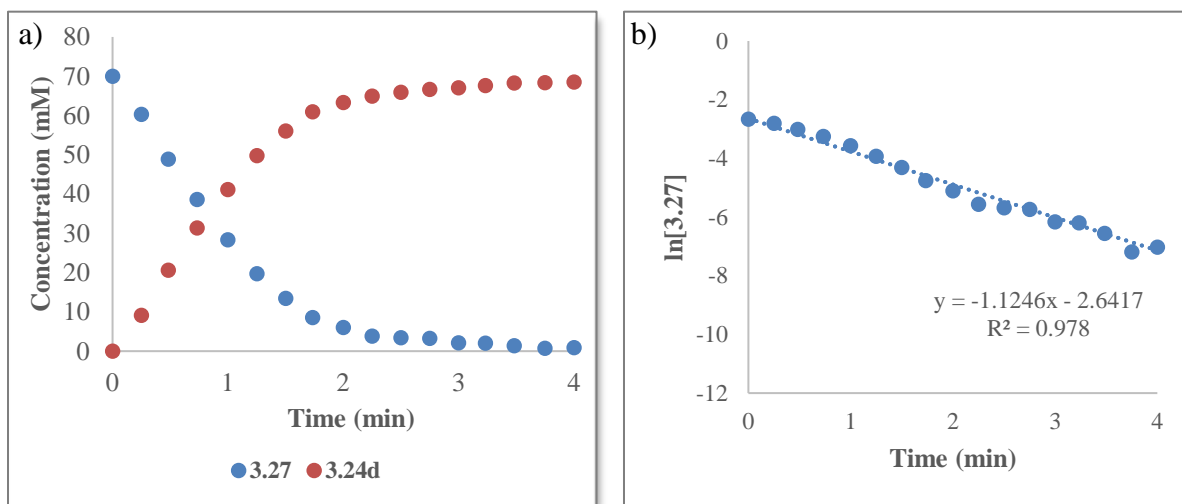 a)
80
70
60
50
40
30
20
10
0
Concentration (mM)
0 1 2 3 4
Time (min)
3.27 3.24d
b)
0
-2
-4
-6
-8
-10
-12
ln[3.27]
y = -1.1246x - 2.6417
R² = 0.978
0 1 2 3 4
Time (min)